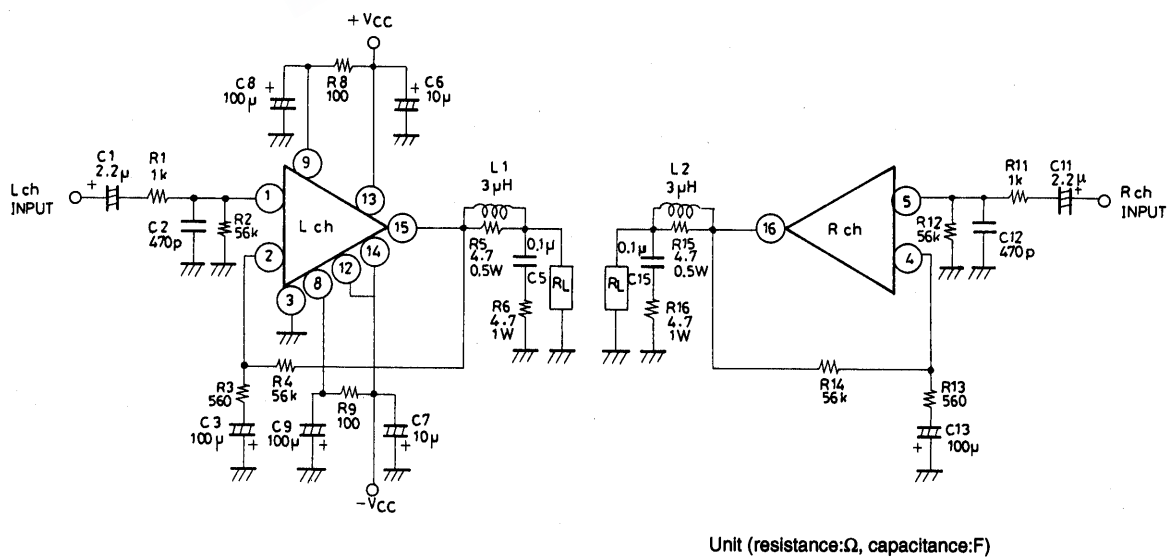 +VCC
C8
100μ
R8
100
C6
10μ
C1
2.2μ
R1
1k
L ch
INPUT
C2
470p
R2
56k
1
2
3
8
9
12
13
14
15
L ch
L1
3μH
R5
4.7
0.5W
0.1μ
C5
RL
R6
4.7
1W
R3
560
R4
56k
C3
100μ
C9
100μ
R9
100
C7
10μ
-VCC
L2
3μH
0.1μ
C15
R15
4.7
0.5W
RL
R16
4.7
1W
16
R ch
5
4
R11
1k
C11
2.2μ
R ch
INPUT
R12
56k
C12
470p
R14
56k
R13
560
C13
100μ
Unit (resistance:Ω, capacitance:F)